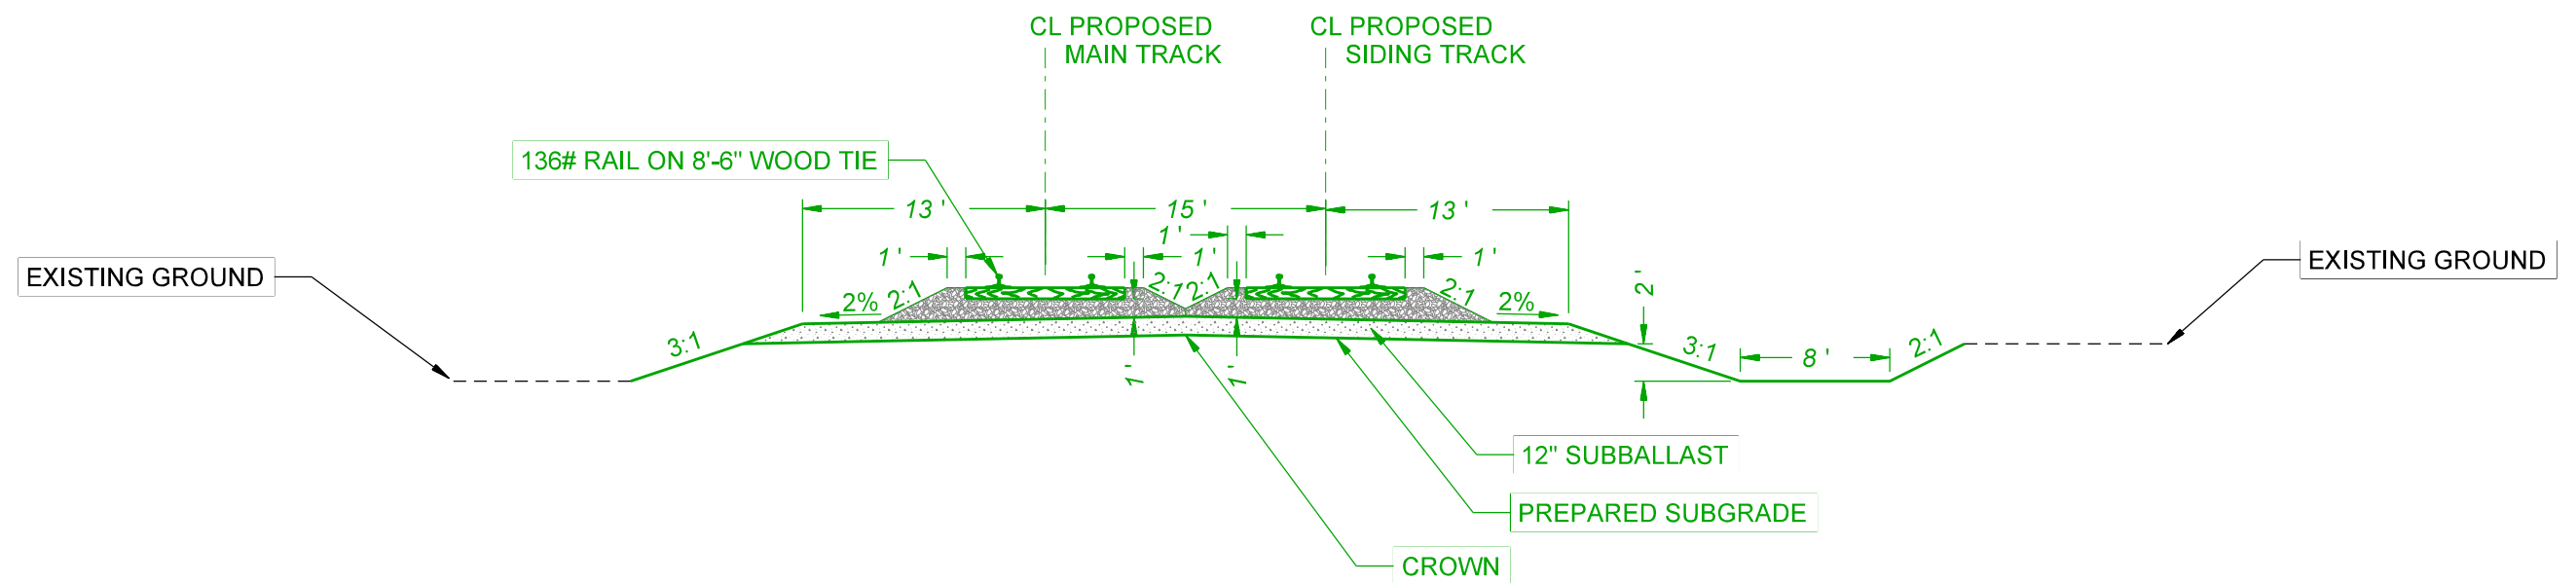 CL PROPOSED
MAIN TRACK
CL PROPOSED
SIDING TRACK
136# RAIL ON 8'-6" WOOD TIE
13 '
15 '
13 '
1 '
1 '
1 '
1 '
EXISTING GROUND
EXISTING GROUND
2%
2:1
2:1
2:1
2:1
2%
2 '
3:1
3:1
8 '
2:1
1 '
1 '
12" SUBBALLAST
PREPARED SUBGRADE
CROWN